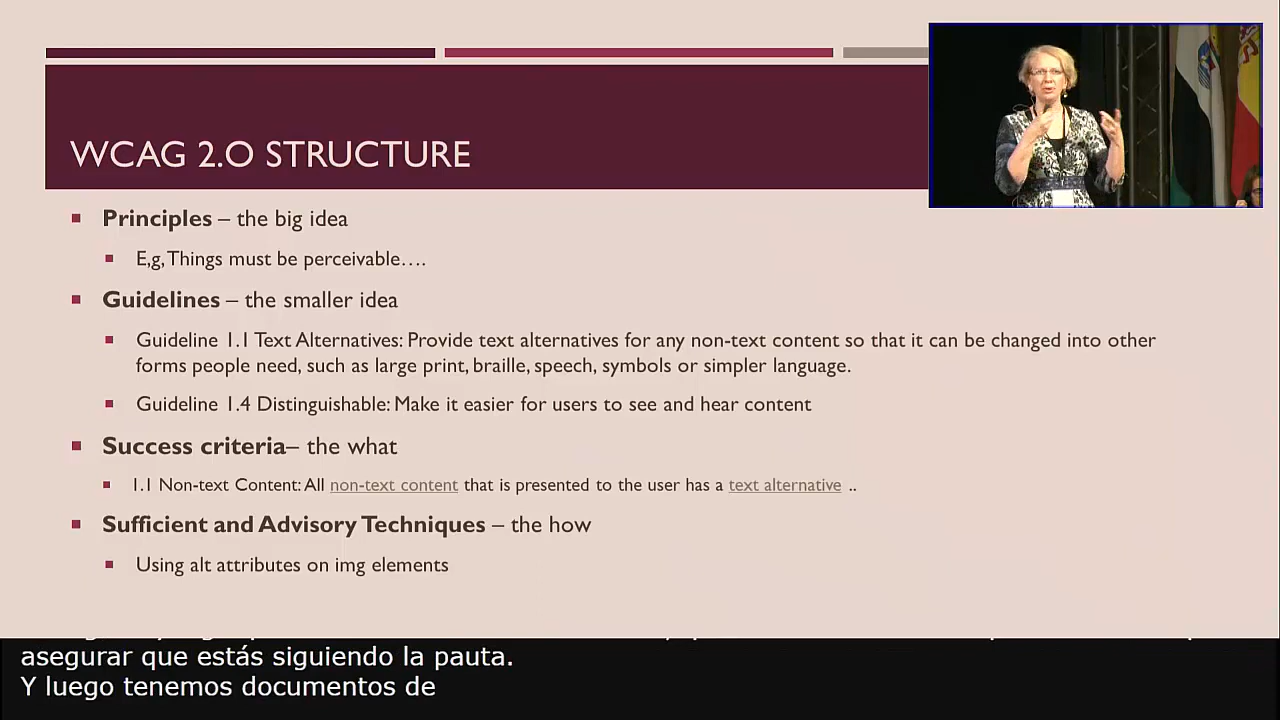 WCAG 2.0 STRUCTURE
Principles – the big idea
E,g, Things must be perceivable….
Guidelines – the smaller idea
Guideline 1.1 Text Alternatives: Provide text alternatives for any non-text content so that it can be changed into other
forms people need, such as large print, braille, speech, symbols or simpler language.
Guideline 1.4 Distinguishable: Make it easier for users to see and hear content
Success criteria– the what
1.1 Non-text Content: All non-text content that is presented to the user has a text alternative ..
Sufficient and Advisory Techniques – the how
Using alt attributes on img elements
asegurar que estás siguiendo la pauta.
Y luego tenemos documentos de